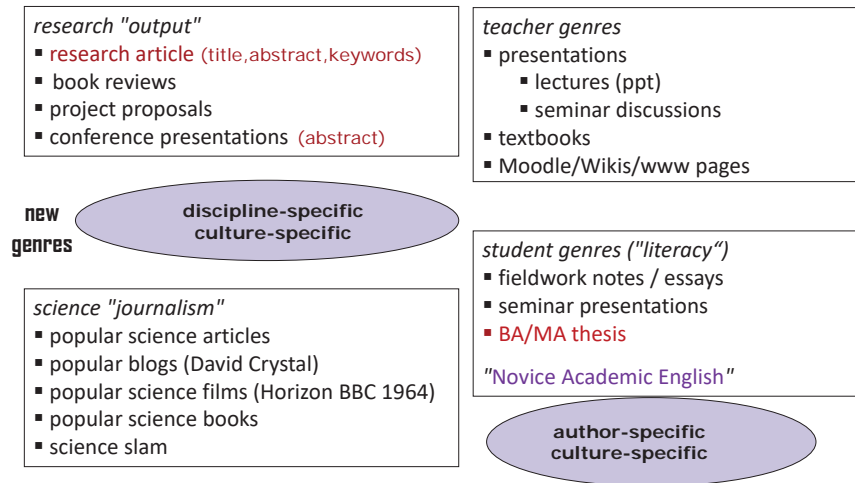 research "output"
▪ research article (title,abstract,keywords)
▪ book reviews
▪ project proposals
▪ conference presentations (abstract)
new
genres
discipline-specific
culture-specific
science "journalism"
▪ popular science articles
▪ popular blogs (David Crystal)
▪ popular science films (Horizon BBC 1964)
▪ popular science books
▪ science slam
teacher genres
▪ presentations
▪ lectures (ppt)
▪ seminar discussions
▪ textbooks
▪ Moodle/Wikis/www pages
student genres ("literacy“)
▪ fieldwork notes / essays
▪ seminar presentations
▪ BA/MA thesis
"Novice Academic English"
author-specific
culture-specific